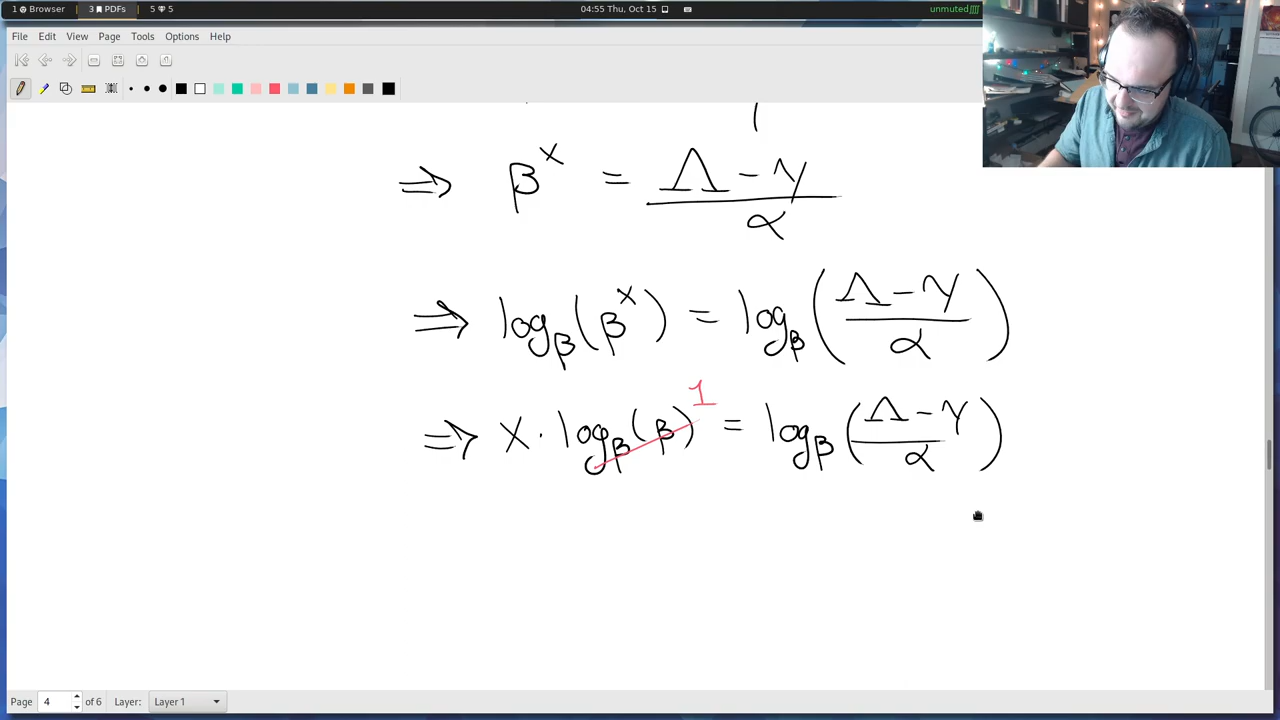 1 Browser 3 PDFs 5 5 04:55 Thu, Oct 15 unmuted
File Edit View Page Tools Options Help
⇒ β^x = (Λ − γ)/α
⇒ log_β(β^x) = log_β((Λ − γ)/α)
1
⇒ x · log_β(β) = log_β((Λ − γ)/α)
Page 4 of 6 Layer: Layer 1